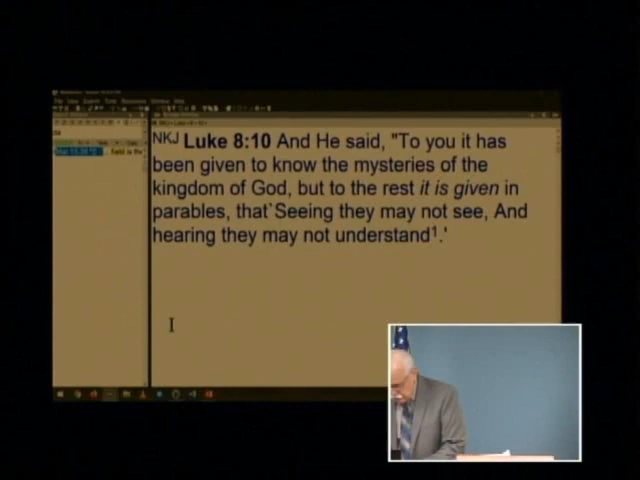 NKJ Luke 8:10 And He said, "To you it has
been given to know the mysteries of the
kingdom of God, but to the rest it is given in
parables, that`Seeing they may not see, And
hearing they may not understand1.'